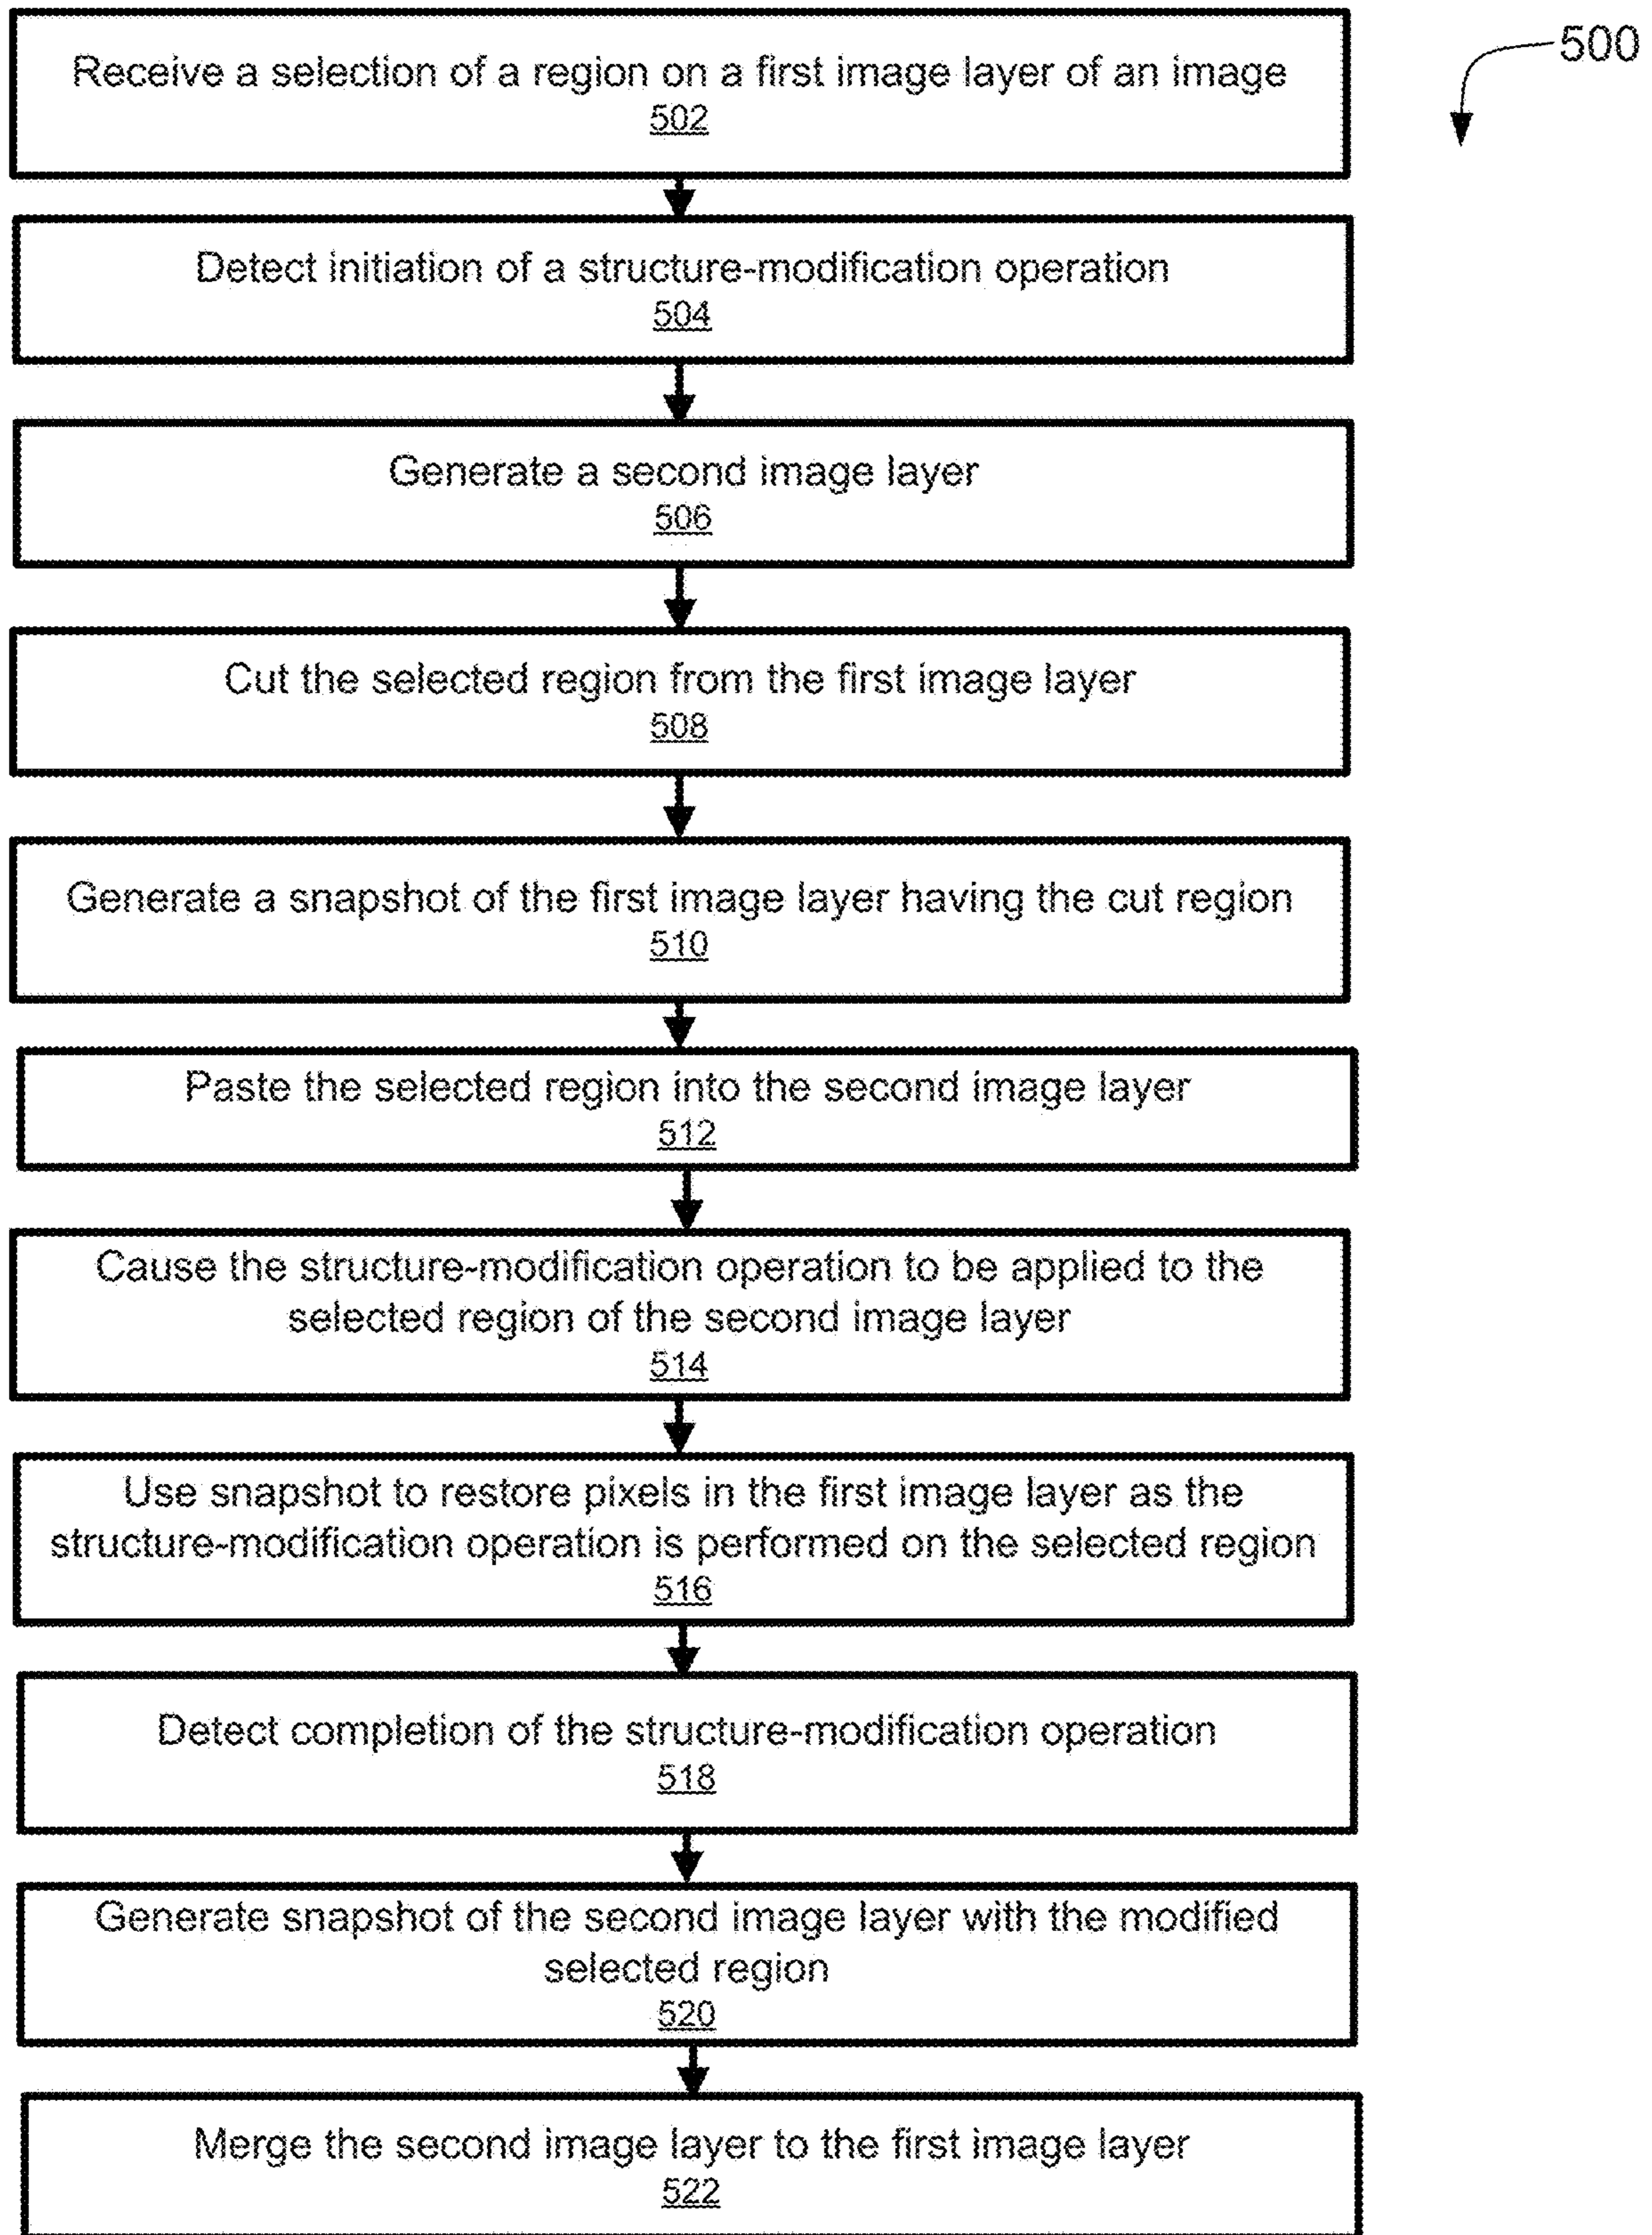 500
Receive a selection of a region on a first image layer of an image
502
Detect initiation of a structure-modification operation
504
Generate a second image layer
506
Cut the selected region from the first image layer
508
Generate a snapshot of the first image layer having the cut region
510
Paste the selected region into the second image layer
512
Cause the structure-modification operation to be applied to the
selected region of the second image layer
514
Use snapshot to restore pixels in the first image layer as the
structure-modification operation is performed on the selected region
516
Detect completion of the structure-modification operation
518
Generate snapshot of the second image layer with the modified
selected region
520
Merge the second image layer to the first image layer
522